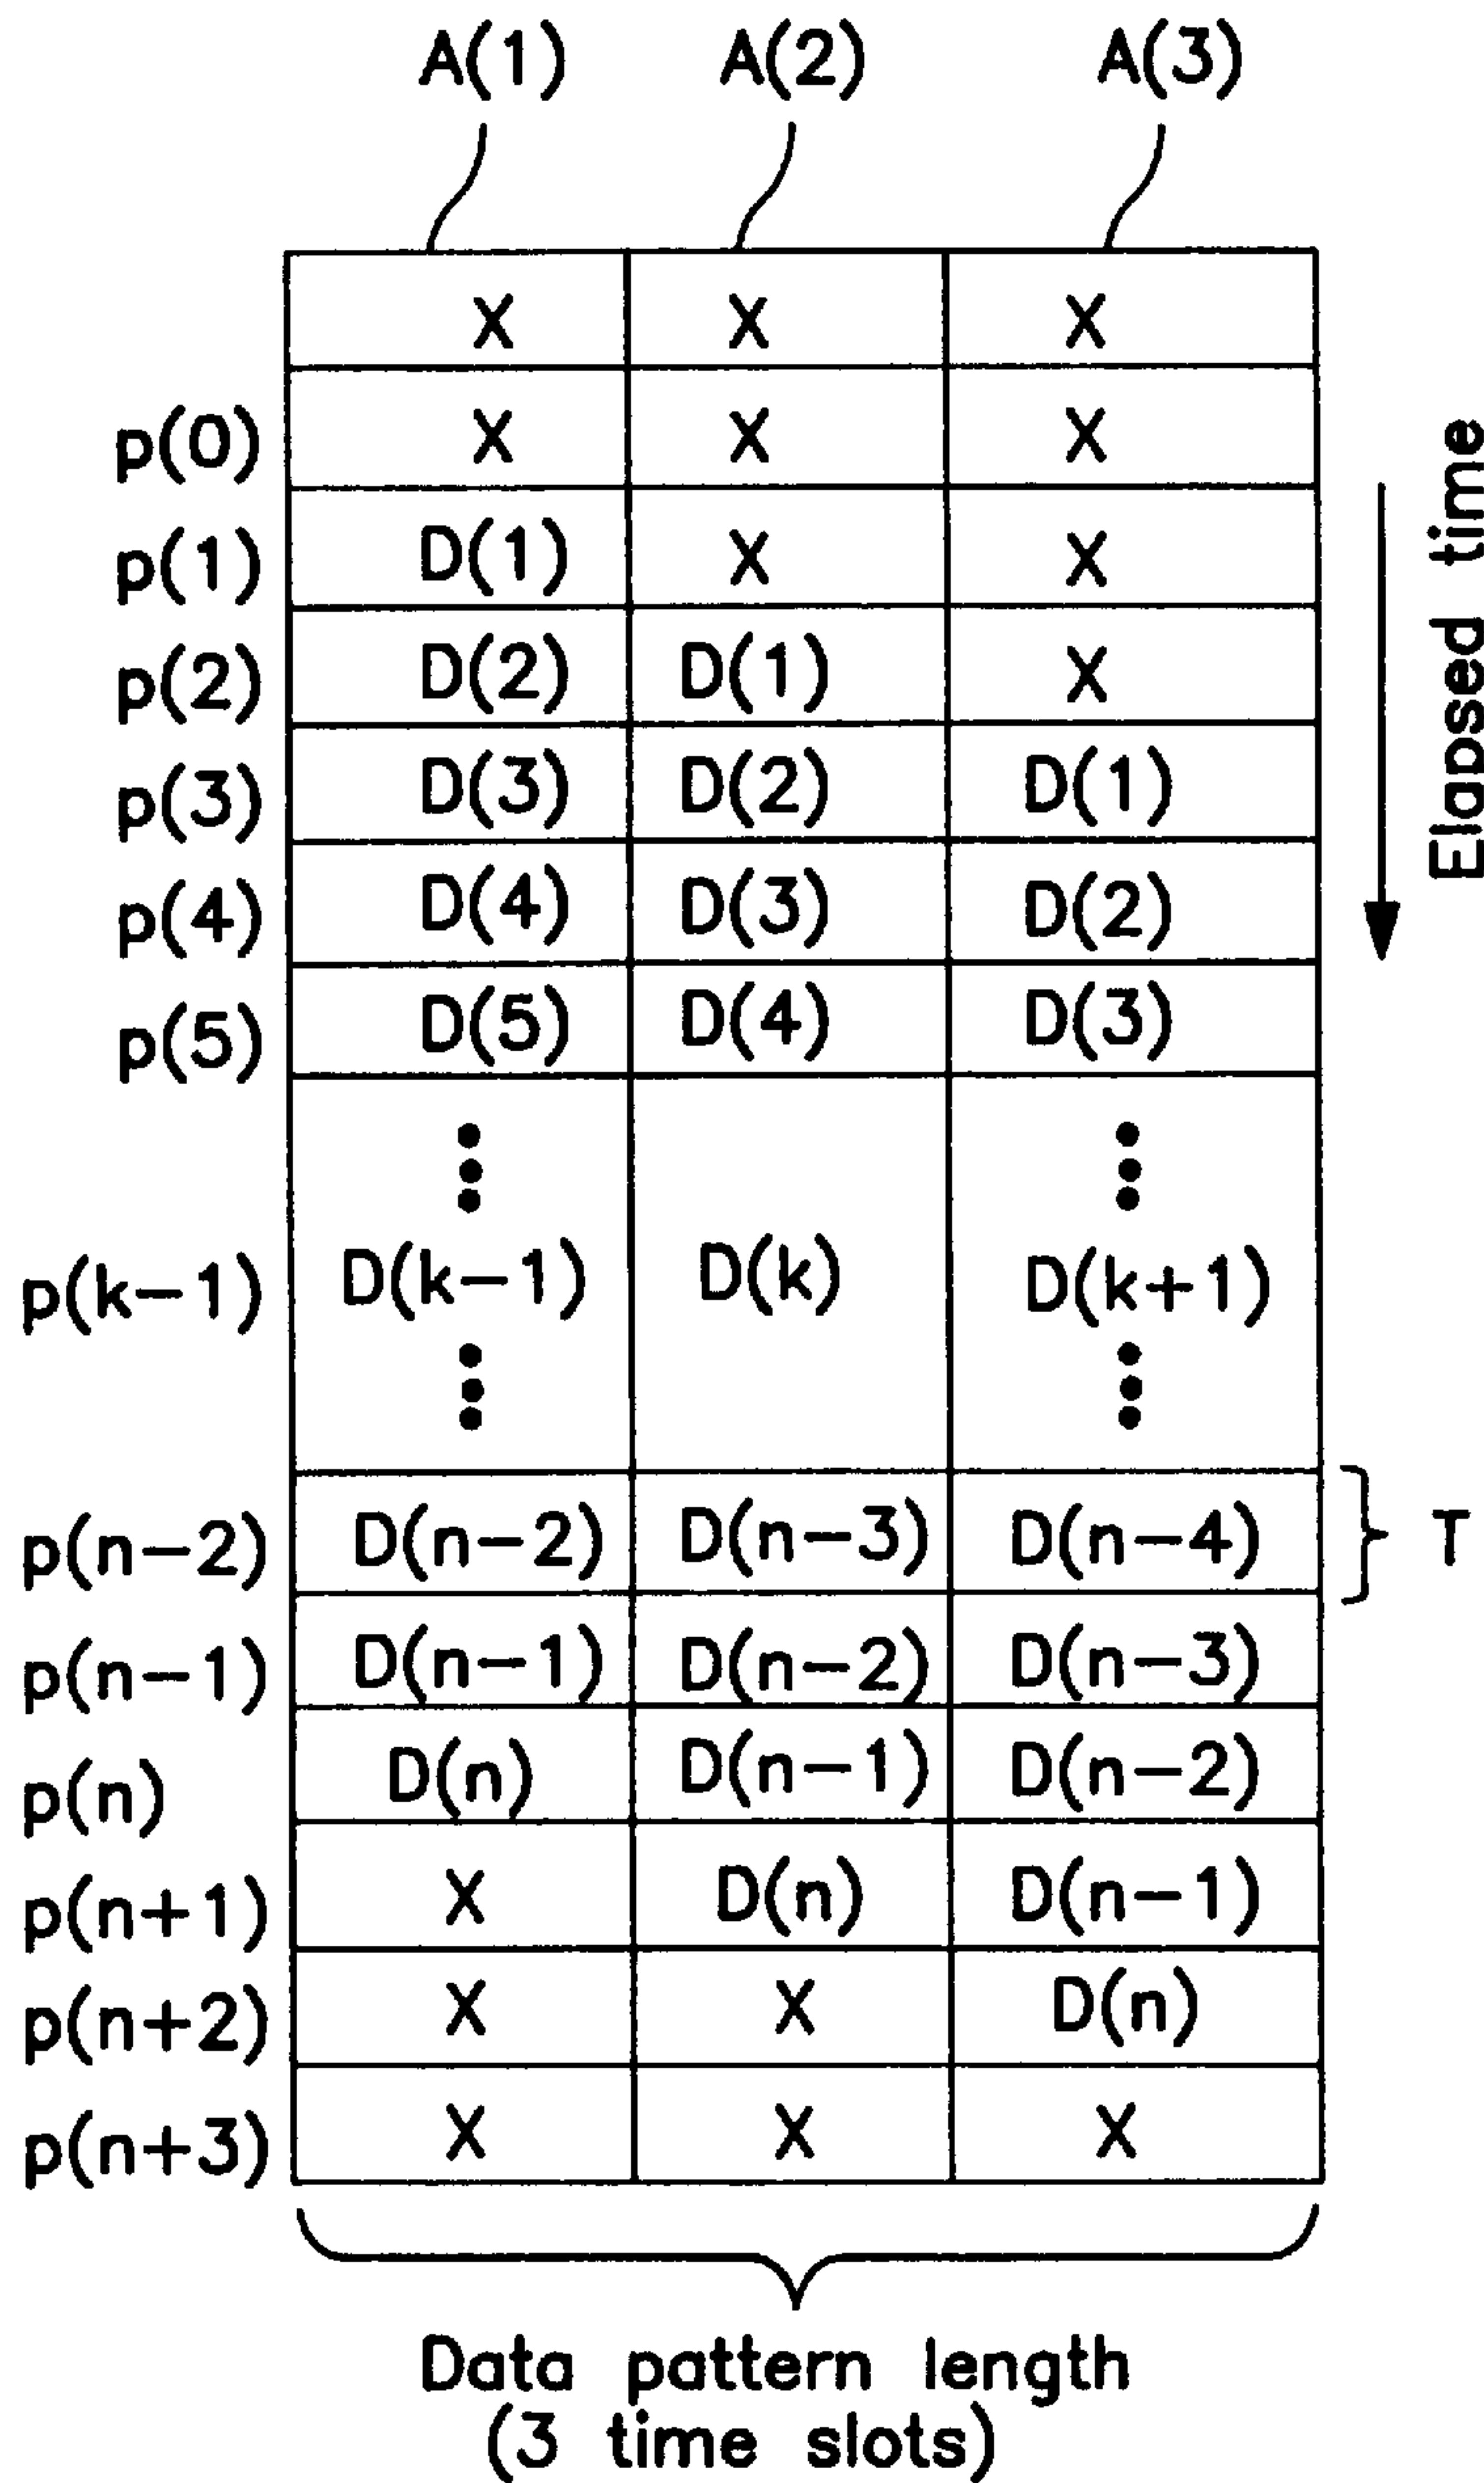 A(1) A(2) A(3)
X X X
p(0) X X X
p(1) D(1) X X
p(2) D(2) D(1) X
p(3) D(3) D(2) D(1)
p(4) D(4) D(3) D(2)
p(5) D(5) D(4) D(3)
Elapsed time
p(k-1) D(k-1) D(k) D(k+1)
p(n-2) D(n-2) D(n-3) D(n-4) T
p(n-1) D(n-1) D(n-2) D(n-3)
p(n) D(n) D(n-1) D(n-2)
p(n+1) X D(n) D(n-1)
p(n+2) X X D(n)
p(n+3) X X X
Data pattern length
(3 time slots)